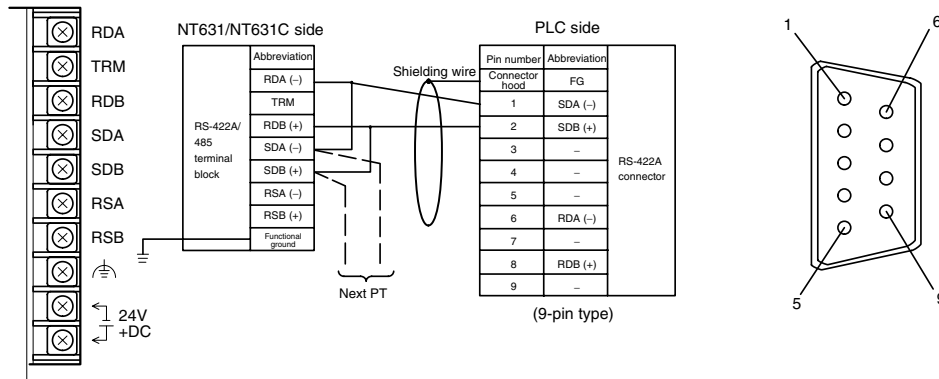 RDA
TRM
RDB
SDA
SDB
RSA
RSB
24V
+DC
NT631/NT631C side
Abbreviation
RS-422A/
485
terminal
block
RDA (–)
TRM
RDB (+)
SDA (–)
SDB (+)
RSA (–)
RSB (+)
Functional
ground
Next PT
Shielding wire
PLC side
Pin number Abbreviation
Connector
hood FG
1 SDA (–)
2 SDB (+)
3 –
4 –
5 –
6 RDA (–)
7 –
8 RDB (+)
9 –
RS-422A
connector
(9-pin type)
1
6
5
9